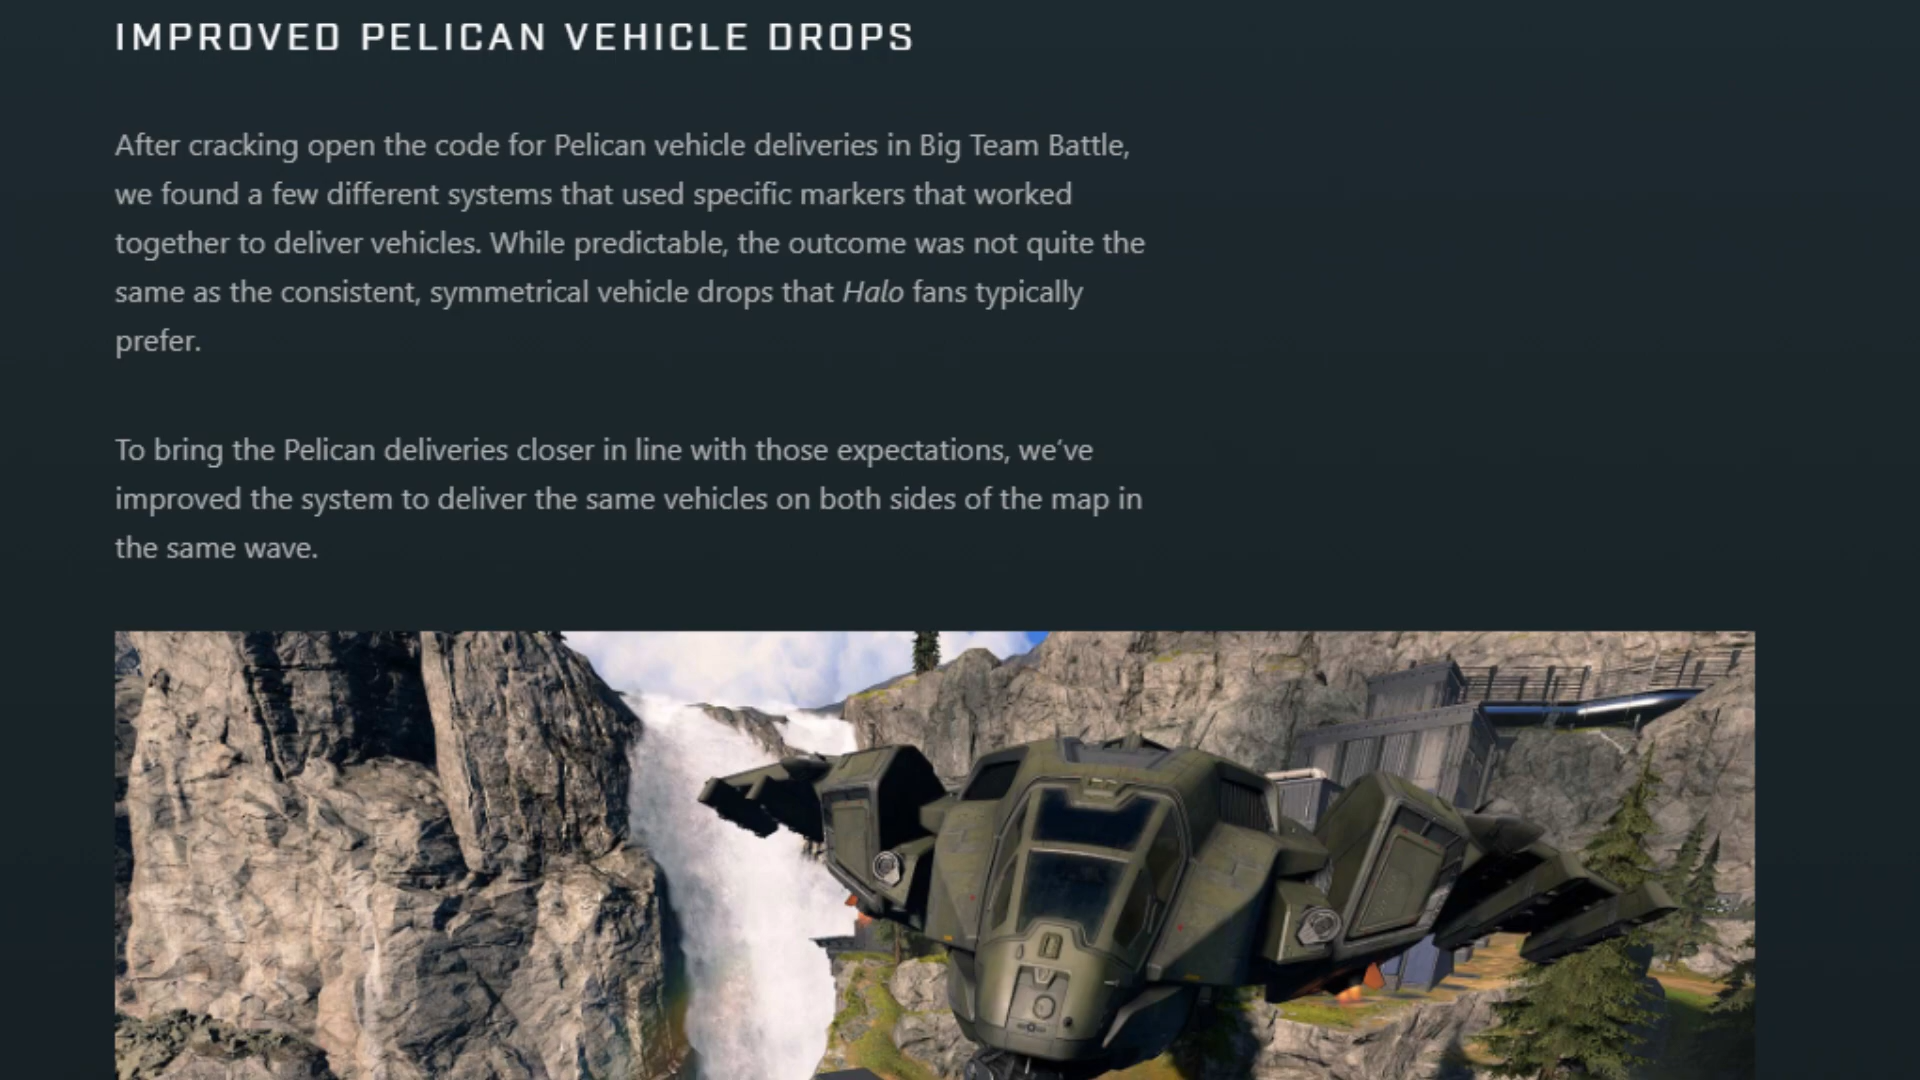 IMPROVED PELICAN VEHICLE DROPS
After cracking open the code for Pelican vehicle deliveries in Big Team Battle,
we found a few different systems that used specific markers that worked
together to deliver vehicles. While predictable, the outcome was not quite the
same as the consistent, symmetrical vehicle drops that Halo fans typically
prefer.
To bring the Pelican deliveries closer in line with those expectations, we’ve
improved the system to deliver the same vehicles on both sides of the map in
the same wave.